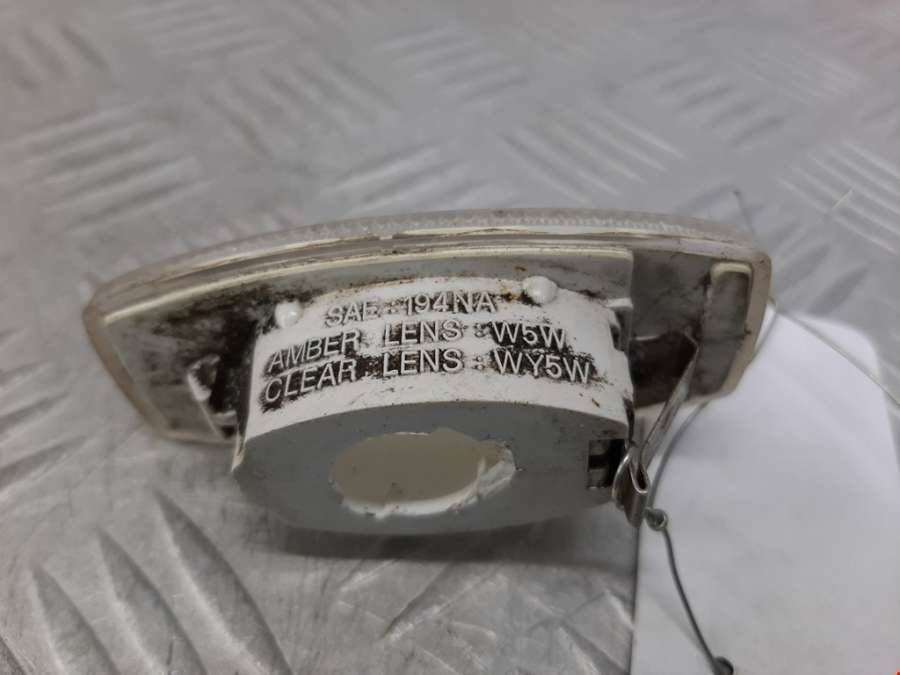 SAE : 194NA
AMBER LENS : W5W
CLEAR LENS : WY5W